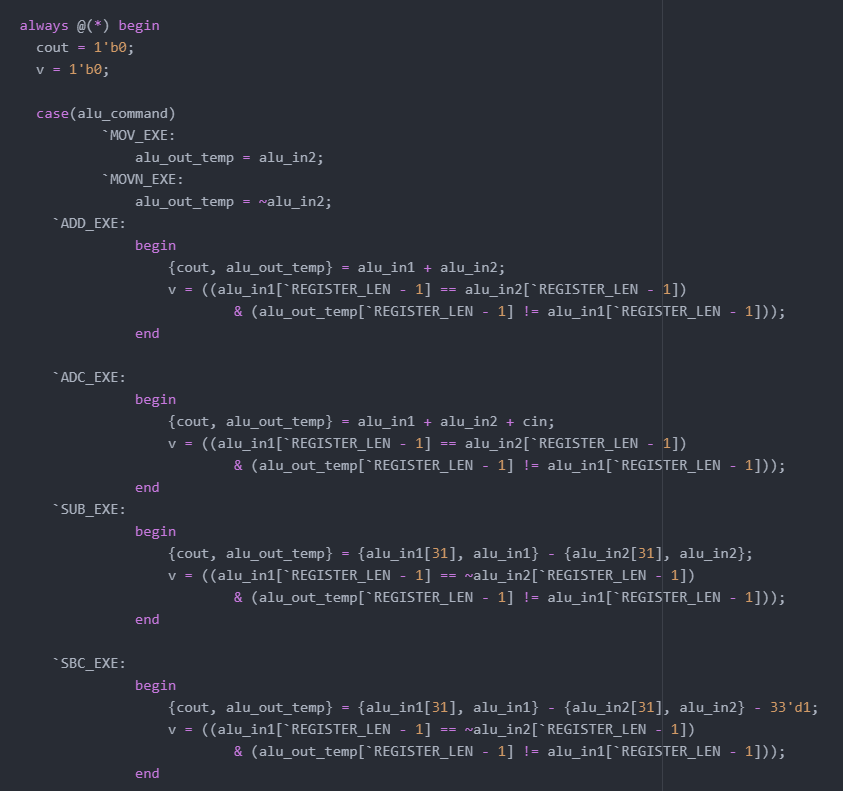 always @(*) begin
  cout = 1'b0;
  v = 1'b0;

  case(alu_command)
          `MOV_EXE:
              alu_out_temp = alu_in2;
          `MOVN_EXE:
              alu_out_temp = ~alu_in2;
    `ADD_EXE:
              begin
                  {cout, alu_out_temp} = alu_in1 + alu_in2;
                  v = ((alu_in1[`REGISTER_LEN - 1] == alu_in2[`REGISTER_LEN - 1])
                          & (alu_out_temp[`REGISTER_LEN - 1] != alu_in1[`REGISTER_LEN - 1]));
              end

    `ADC_EXE:
              begin
                  {cout, alu_out_temp} = alu_in1 + alu_in2 + cin;
                  v = ((alu_in1[`REGISTER_LEN - 1] == alu_in2[`REGISTER_LEN - 1])
                          & (alu_out_temp[`REGISTER_LEN - 1] != alu_in1[`REGISTER_LEN - 1]));
              end
    `SUB_EXE:
              begin
                  {cout, alu_out_temp} = {alu_in1[31], alu_in1} - {alu_in2[31], alu_in2};
                  v = ((alu_in1[`REGISTER_LEN - 1] == ~alu_in2[`REGISTER_LEN - 1])
                          & (alu_out_temp[`REGISTER_LEN - 1] != alu_in1[`REGISTER_LEN - 1]));
              end

    `SBC_EXE:
              begin
                  {cout, alu_out_temp} = {alu_in1[31], alu_in1} - {alu_in2[31], alu_in2} - 33'd1;
                  v = ((alu_in1[`REGISTER_LEN - 1] == ~alu_in2[`REGISTER_LEN - 1])
                          & (alu_out_temp[`REGISTER_LEN - 1] != alu_in1[`REGISTER_LEN - 1]));
              end